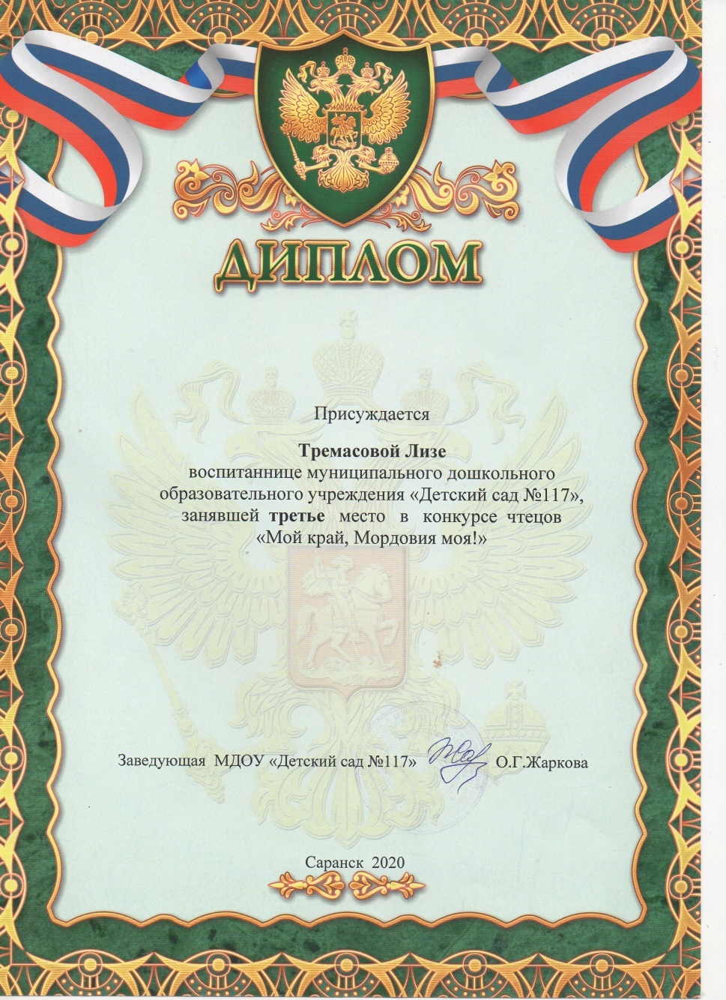 ДИПЛОМ
Присуждается
Тремасовой Лизе
воспитаннице муниципального дошкольного
образовательного учреждения «Детский сад №117»,
занявшей третье место в конкурсе чтецов
«Мой край, Мордовия моя!»
Заведующая МДОУ «Детский сад №117» О.Г.Жаркова
Саранск 2020